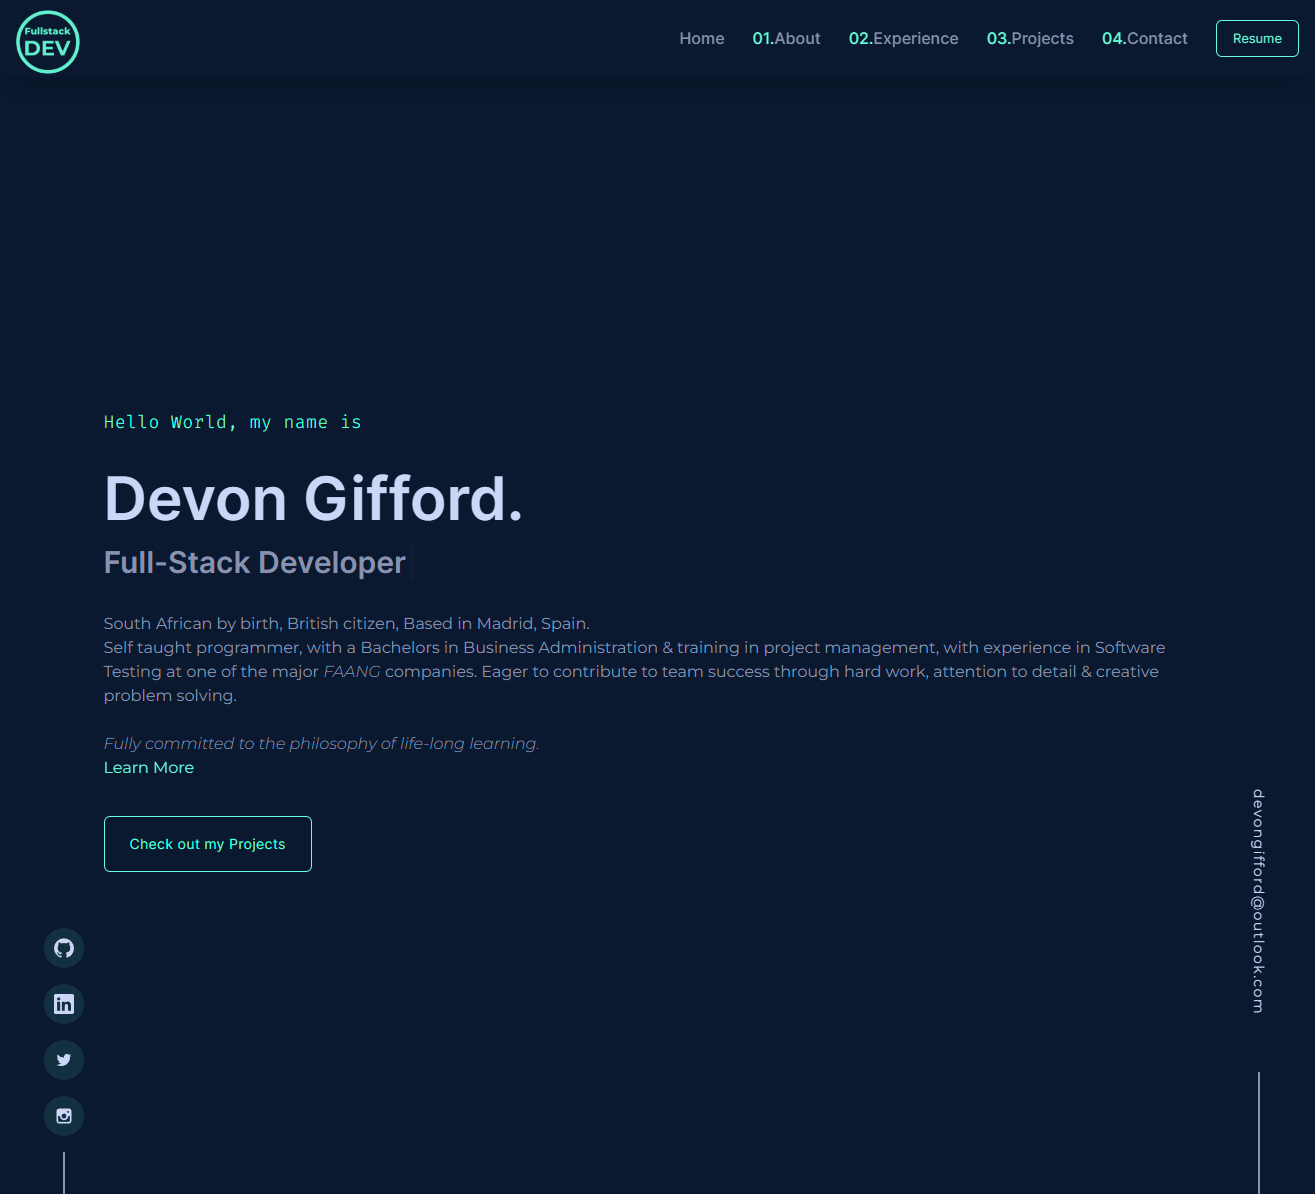 Fullstack
DEV
Home 01.About 02.Experience 03.Projects 04.Contact Resume
Hello World, my name is
Devon Gifford.
Full-Stack Developer
South African by birth, British citizen, Based in Madrid, Spain.
Self taught programmer, with a Bachelors in Business Administration & training in project management, with experience in Software
Testing at one of the major FAANG companies. Eager to contribute to team success through hard work, attention to detail & creative
problem solving.
Fully committed to the philosophy of life-long learning.
Learn More
Check out my Projects
devongifford@outlook.com
in